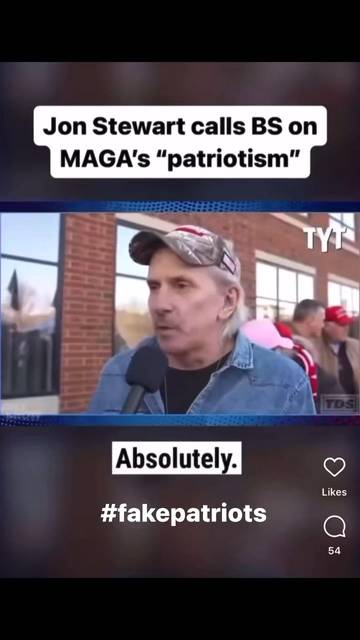 Jon Stewart calls BS on
MAGA's “patriotism”
TYT
TDS
Absolutely.
#fakepatriots
Likes
54